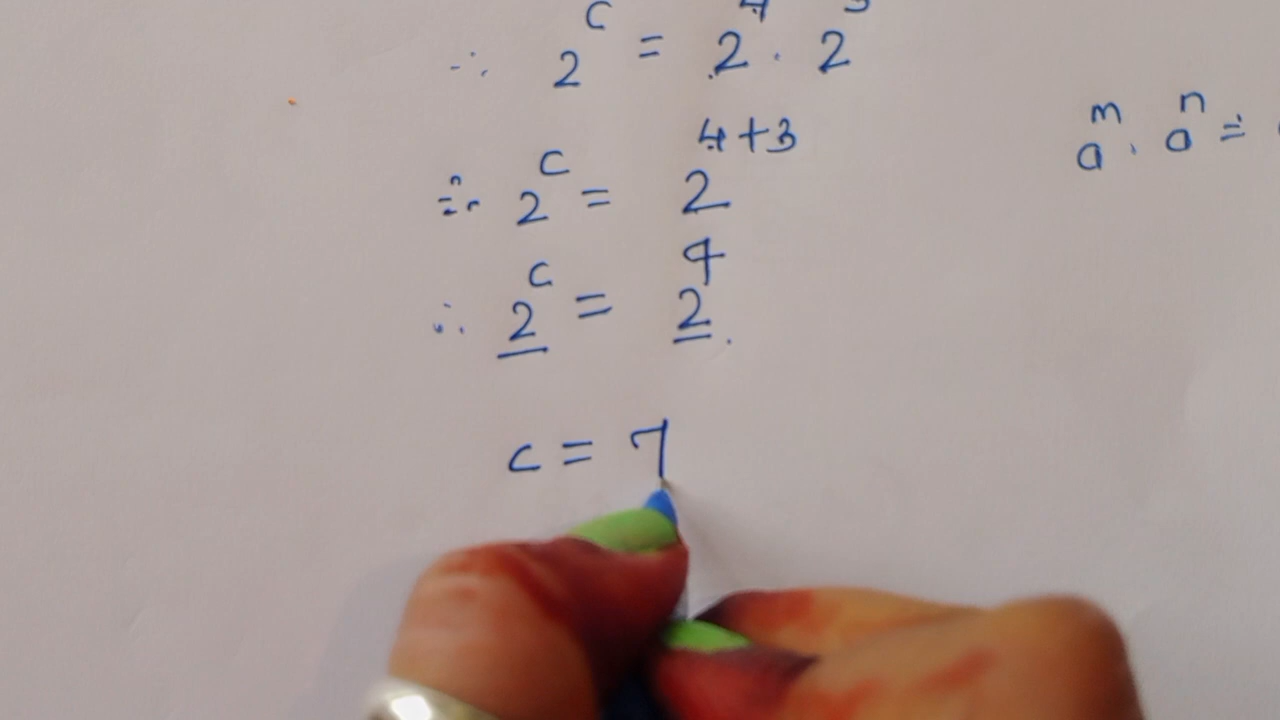 ∴ 2^c = 2^4 . 2^3
∴ 2^c = 2^4+3
a^m . a^n =
∴ 2^c = 2^7
c = 7